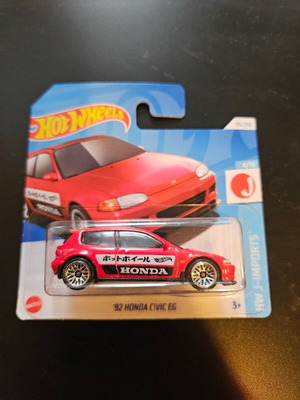 HOT WHEELS
J
HW J-IMPORTS
ホットホイール
HONDA
'92 HONDA CIVIC EG
3+